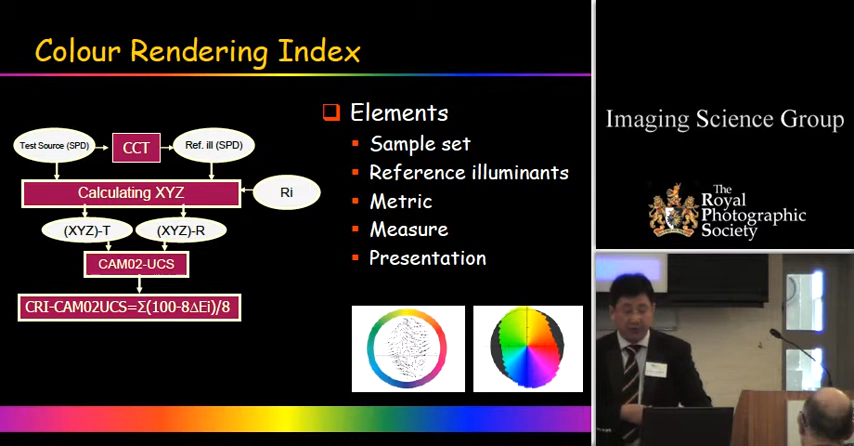 Colour Rendering Index
Test Source (SPD)
CCT
Ref. ill (SPD)
Calculating XYZ
Ri
(XYZ)-T
(XYZ)-R
CAM02-UCS
CRI-CAM02UCS=Σ(100-8ΔEi)/8
Elements
Sample set
Reference illuminants
Metric
Measure
Presentation
Imaging Science Group
The
Royal
Photographic
Society